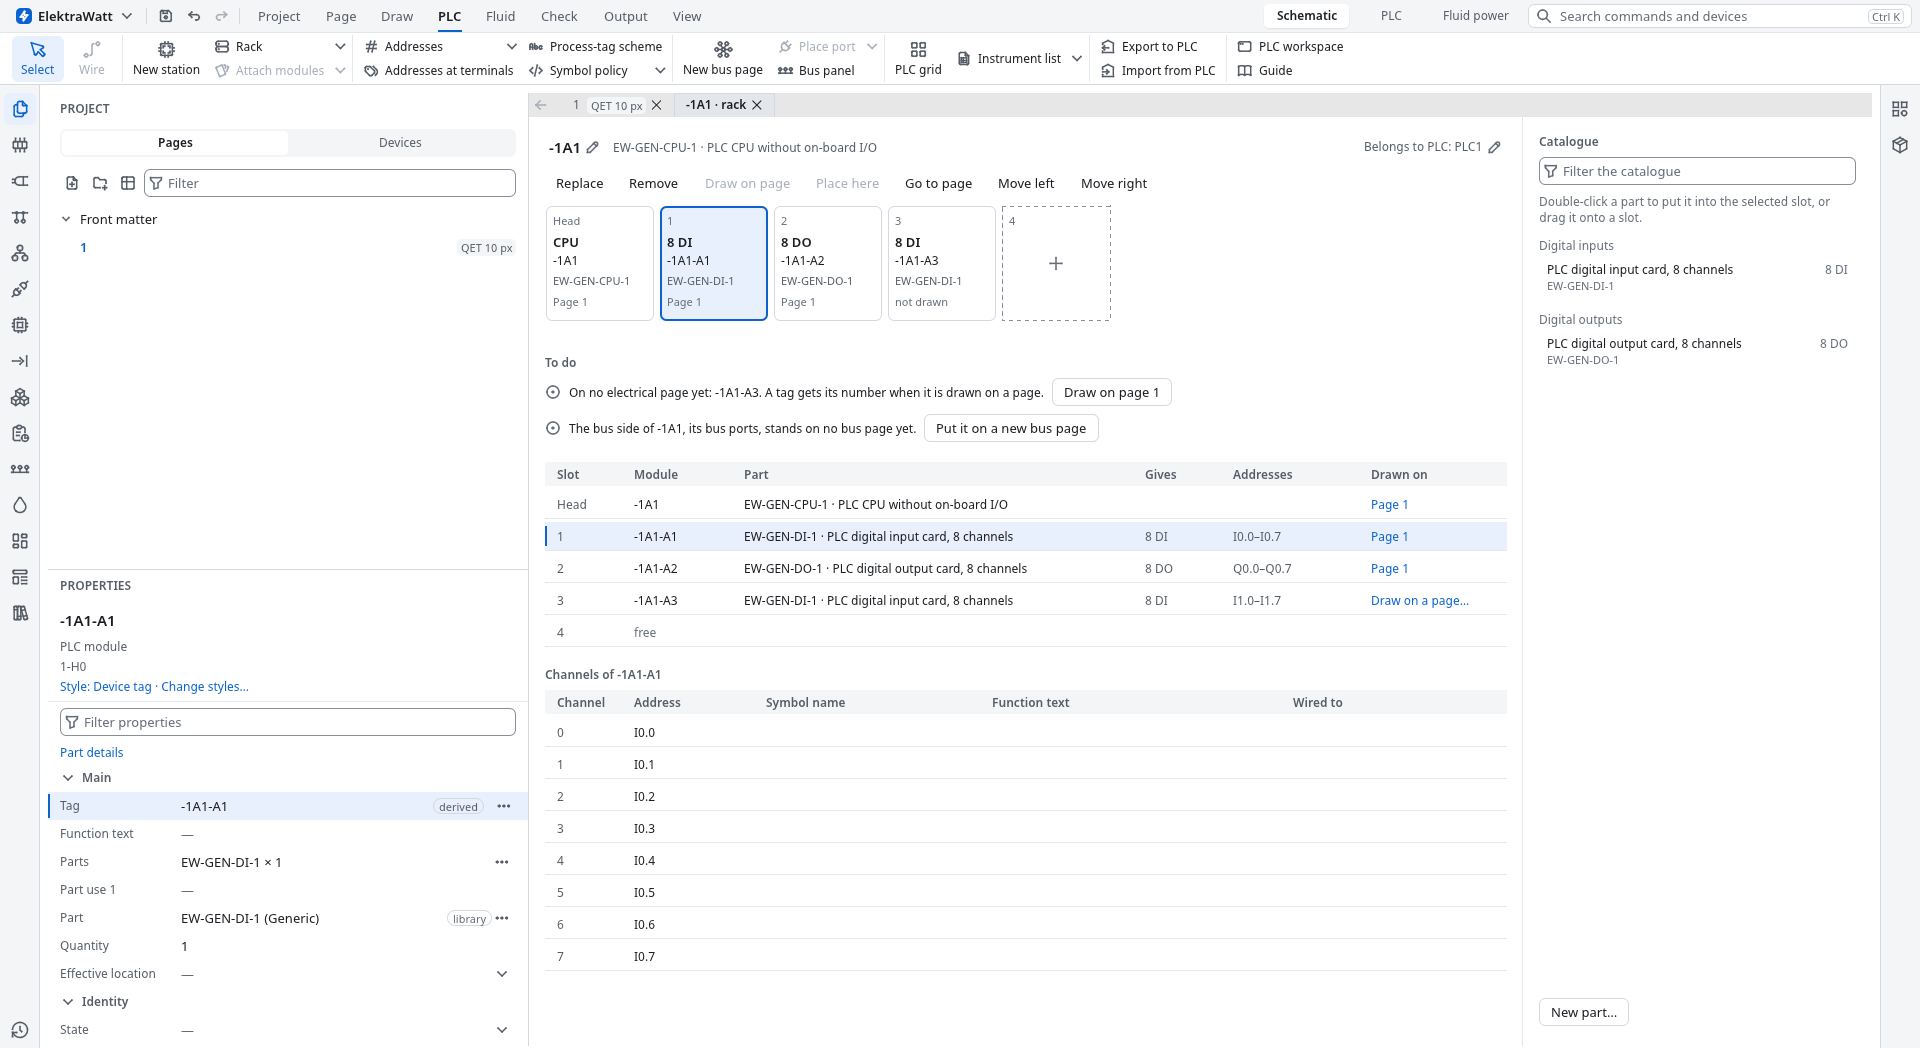 ElektraWatt
Project Page Draw PLC Fluid Check Output View
Schematic PLC Fluid power
Search commands and devices Ctrl K
Select
Wire
New station
Rack
Attach modules
Addresses
Addresses at terminals
Process-tag scheme
Symbol policy
New bus page
Place port
Bus panel
PLC grid
Instrument list
Export to PLC
Import from PLC
PLC workspace
Guide
PROJECT
Pages Devices
Filter
Front matter
1 QET 10 px
PROPERTIES
-1A1-A1
PLC module
1-H0
Style: Device tag · Change styles...
Filter properties
Part details
Main
Tag -1A1-A1 derived
Function text —
Parts EW-GEN-DI-1 × 1
Part use 1 —
Part EW-GEN-DI-1 (Generic) library
Quantity 1
Effective location —
Identity
State —
1 QET 10 px
-1A1 · rack
-1A1 EW-GEN-CPU-1 · PLC CPU without on-board I/O Belongs to PLC: PLC1
Replace Remove Draw on page Place here Go to page Move left Move right
Head
CPU
-1A1
EW-GEN-CPU-1
Page 1
1
8 DI
-1A1-A1
EW-GEN-DI-1
Page 1
2
8 DO
-1A1-A2
EW-GEN-DO-1
Page 1
3
8 DI
-1A1-A3
EW-GEN-DI-1
not drawn
4
To do
On no electrical page yet: -1A1-A3. A tag gets its number when it is drawn on a page. Draw on page 1
The bus side of -1A1, its bus ports, stands on no bus page yet. Put it on a new bus page
Slot Module Part Gives Addresses Drawn on
Head -1A1 EW-GEN-CPU-1 · PLC CPU without on-board I/O Page 1
1 -1A1-A1 EW-GEN-DI-1 · PLC digital input card, 8 channels 8 DI I0.0–I0.7 Page 1
2 -1A1-A2 EW-GEN-DO-1 · PLC digital output card, 8 channels 8 DO Q0.0–Q0.7 Page 1
3 -1A1-A3 EW-GEN-DI-1 · PLC digital input card, 8 channels 8 DI I1.0–I1.7 Draw on a page...
4 free
Channels of -1A1-A1
Channel Address Symbol name Function text Wired to
0 I0.0
1 I0.1
2 I0.2
3 I0.3
4 I0.4
5 I0.5
6 I0.6
7 I0.7
Catalogue
Filter the catalogue
Double-click a part to put it into the selected slot, or
drag it onto a slot.
Digital inputs
PLC digital input card, 8 channels 8 DI
EW-GEN-DI-1
Digital outputs
PLC digital output card, 8 channels 8 DO
EW-GEN-DO-1
New part...